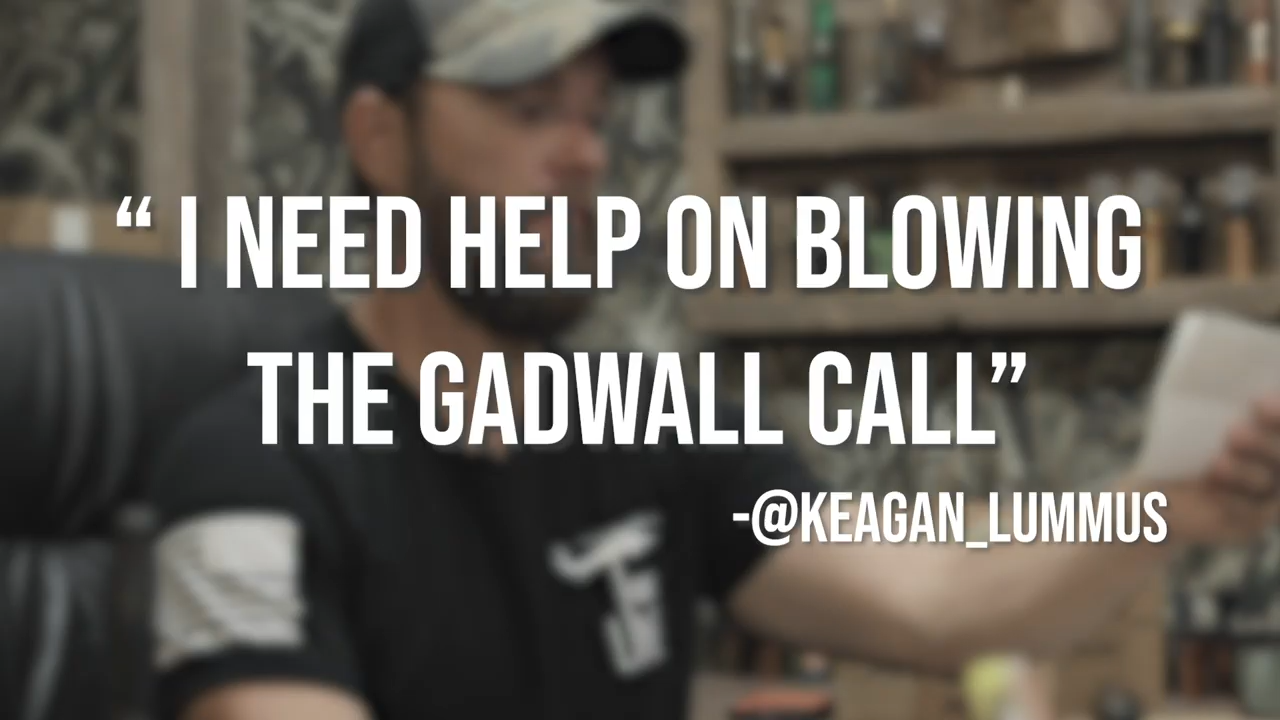 “ I NEED HELP ON BLOWING
THE GADWALL CALL”
-@KEAGAN_LUMMUS